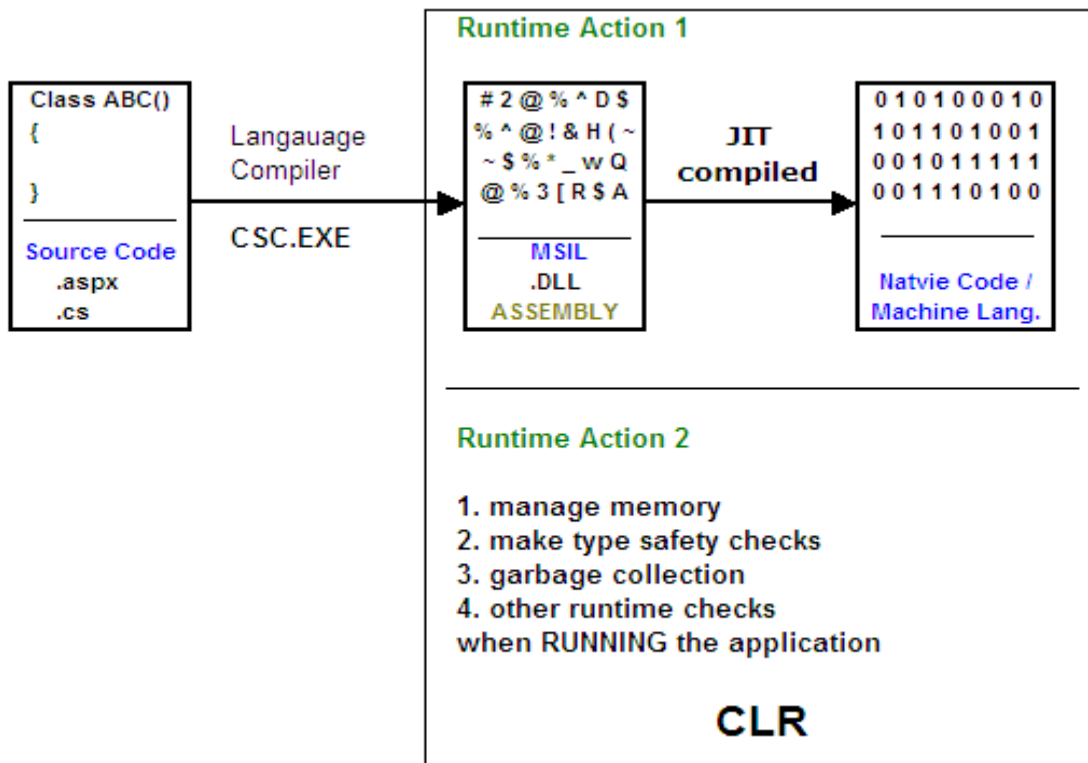 Runtime Action 1
Class ABC()
{
}
Source Code
.aspx
.cs
Langauage
Compiler
CSC.EXE
# 2 @ % ^ D $
% ^ @ ! & H ( ~
~ $ % * _ w Q
@ % 3 [ R $ A
MSIL
.DLL
ASSEMBLY
JIT
compiled
0 1 0 1 0 0 0 1 0
1 0 1 1 0 1 0 0 1
0 0 1 0 1 1 1 1 1
0 0 1 1 1 0 1 0 0
Natvie Code /
Machine Lang.
Runtime Action 2
1. manage memory
2. make type safety checks
3. garbage collection
4. other runtime checks
when RUNNING the application
CLR